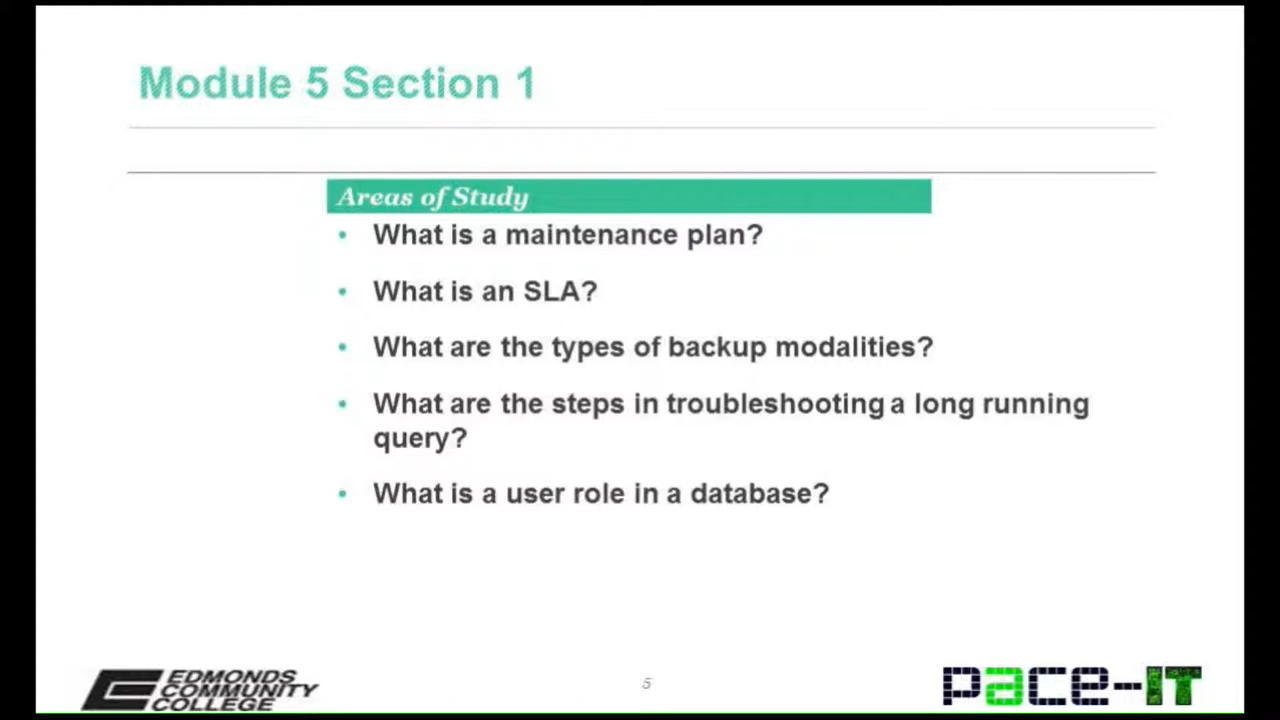 Module 5 Section 1
Areas of Study
• What is a maintenance plan?
• What is an SLA?
• What are the types of backup modalities?
• What are the steps in troubleshooting a long running
query?
• What is a user role in a database?
EDMONDS
COMMUNITY
COLLEGE
5
pace-IT